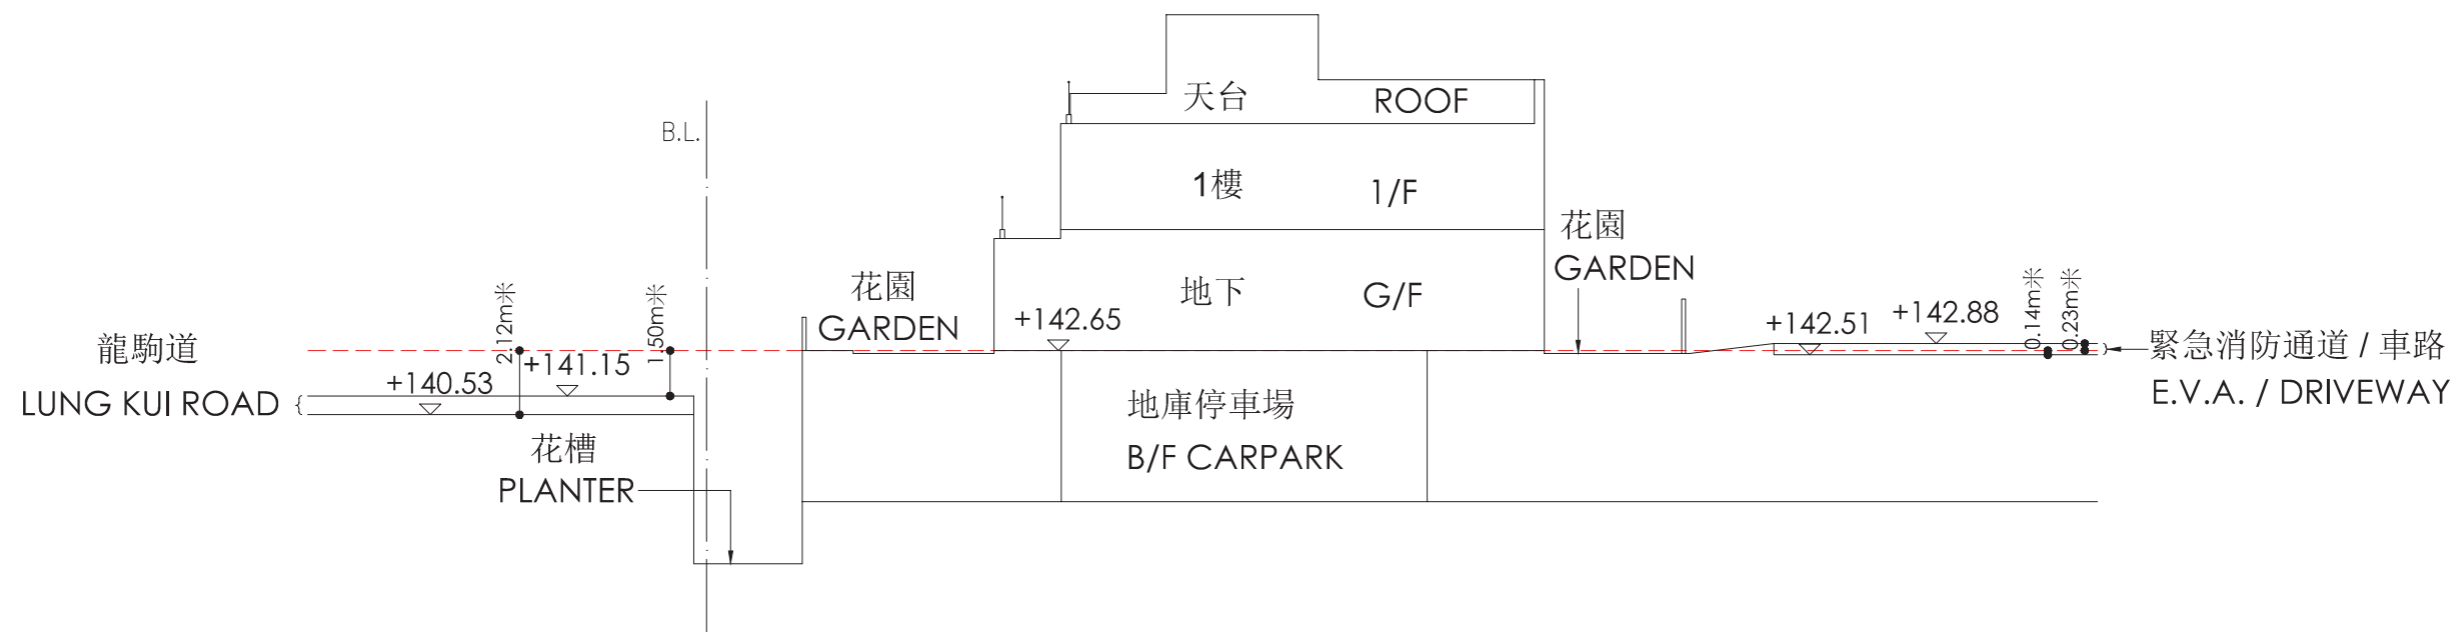 天台 ROOF
B.L.
1樓 1/F
花園
GARDEN
地下 G/F
花園
GARDEN
+142.65
2.12m米
1.50m米
+142.51
+142.88
0.14m米
0.23m米
龍駒道
LUNG KUI ROAD
+140.53
+141.15
緊急消防通道 / 車路
E.V.A. / DRIVEWAY
地庫停車場
B/F CARPARK
花槽
PLANTER